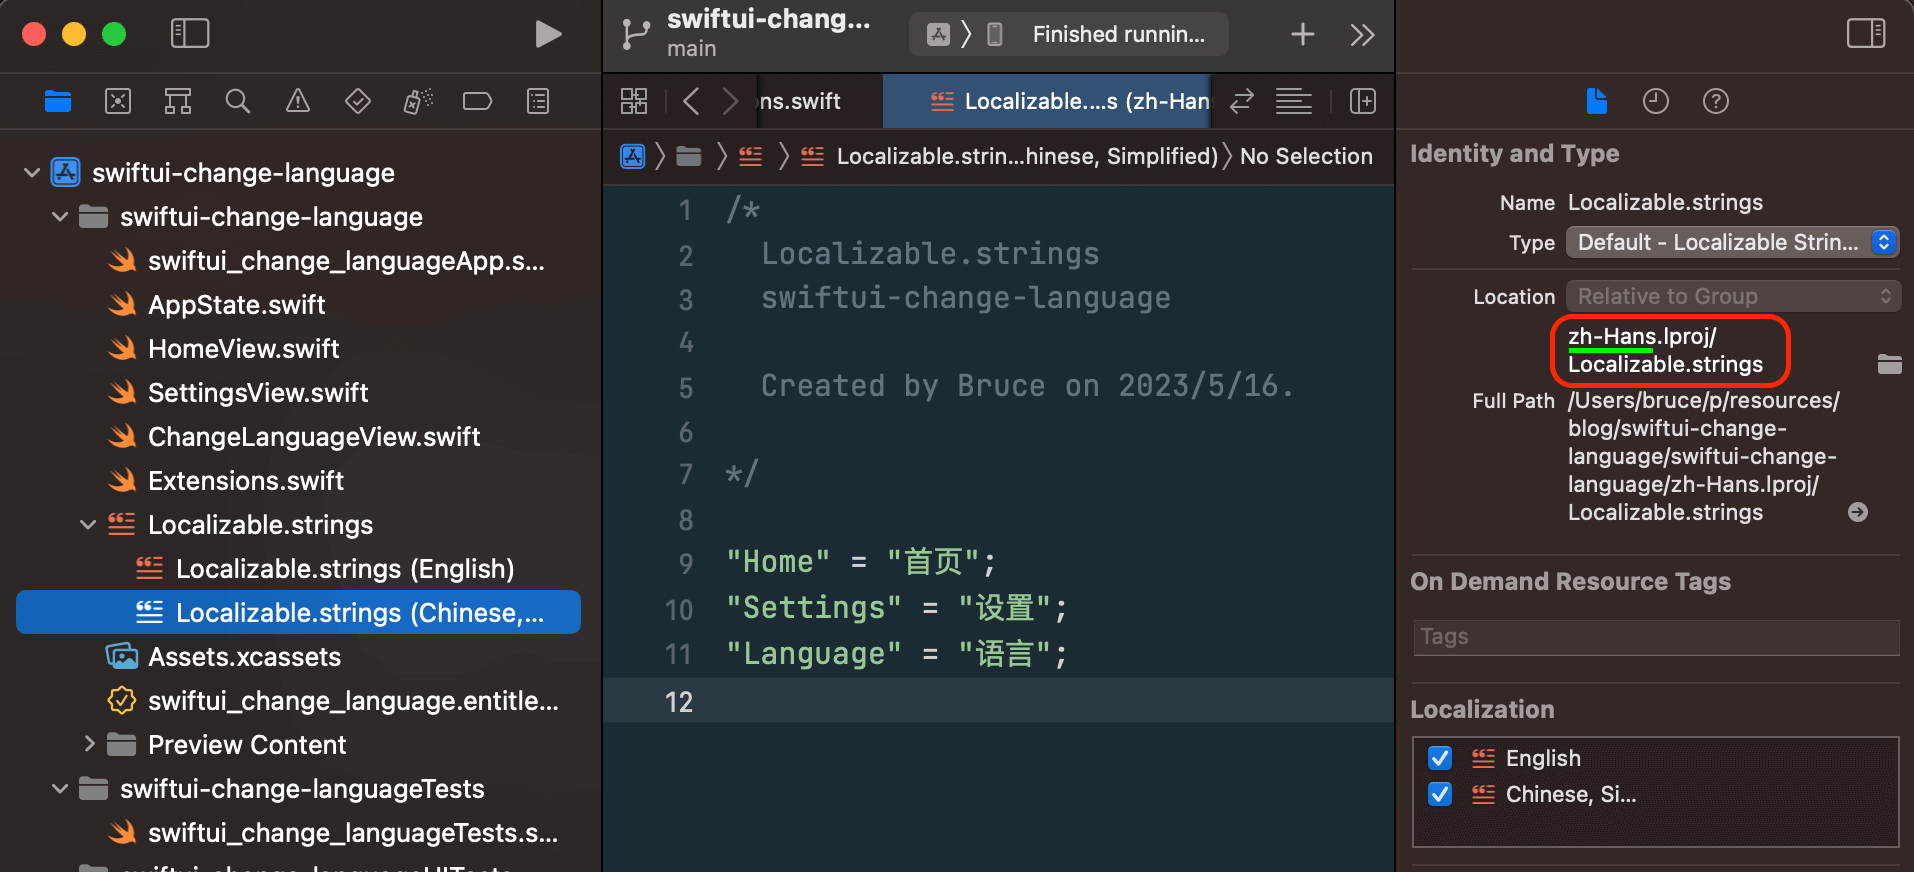 swiftui-chang...
main
Finished runnin...
ns.swift
Localizable....s (zh-Han
Localizable.strin...hinese, Simplified)
No Selection
swiftui-change-language
swiftui-change-language
swiftui_change_languageApp.s...
AppState.swift
HomeView.swift
SettingsView.swift
ChangeLanguageView.swift
Extensions.swift
Localizable.strings
Localizable.strings (English)
Localizable.strings (Chinese,...
Assets.xcassets
swiftui_change_language.entitle...
Preview Content
swiftui-change-languageTests
swiftui_change_languageTests.s...
swiftui-change-languageUITests
1 /*
2 Localizable.strings
3 swiftui-change-language
4
5 Created by Bruce on 2023/5/16.
6
7 */
8
9 "Home" = "首页";
10 "Settings" = "设置";
11 "Language" = "语言";
12
Identity and Type
Name Localizable.strings
Type Default - Localizable Strin...
Location Relative to Group
zh-Hans.lproj/
Localizable.strings
Full Path /Users/bruce/p/resources/
blog/swiftui-change-
language/swiftui-change-
language/zh-Hans.lproj/
Localizable.strings
On Demand Resource Tags
Tags
Localization
English
Chinese, Si...